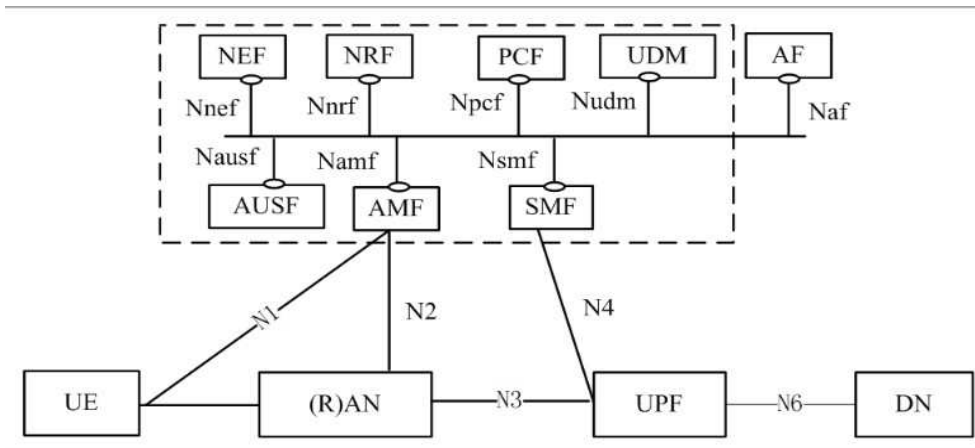 NEF NRF PCF UDM AF
Nnef Nnrf Npcf Nudm Naf
Nausf Namf Nsmf
AUSF AMF SMF
N1 N2 N4
UE (R)AN N3 UPF N6 DN